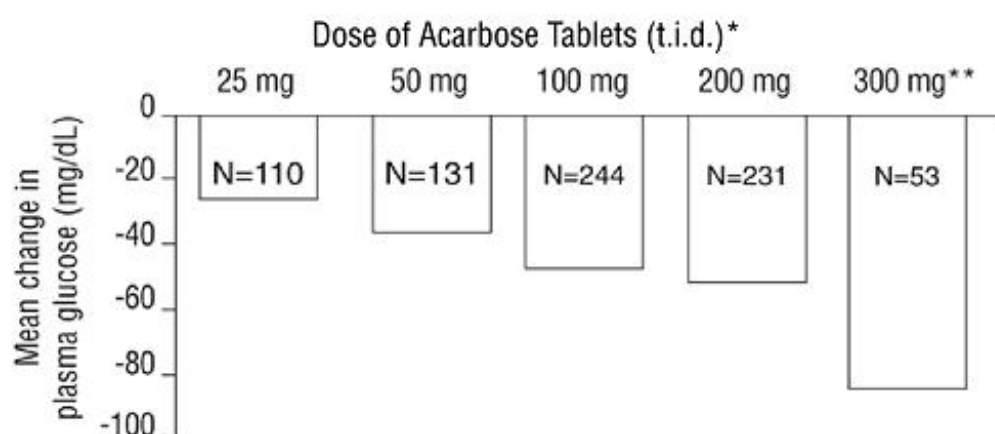 Dose of Acarbose Tablets (t.i.d.)*
25 mg 50 mg 100 mg 200 mg 300 mg**
Mean change in
plasma glucose (mg/dL)
0
-20
-40
-60
-80
-100
N=110 N=131 N=244 N=231 N=53